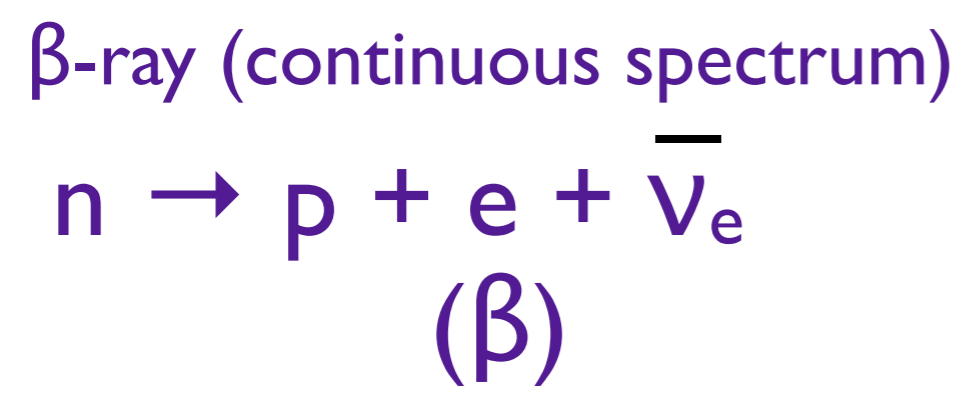 β-ray (continuous spectrum)
n → p + e + ν̅ₑ
(β)